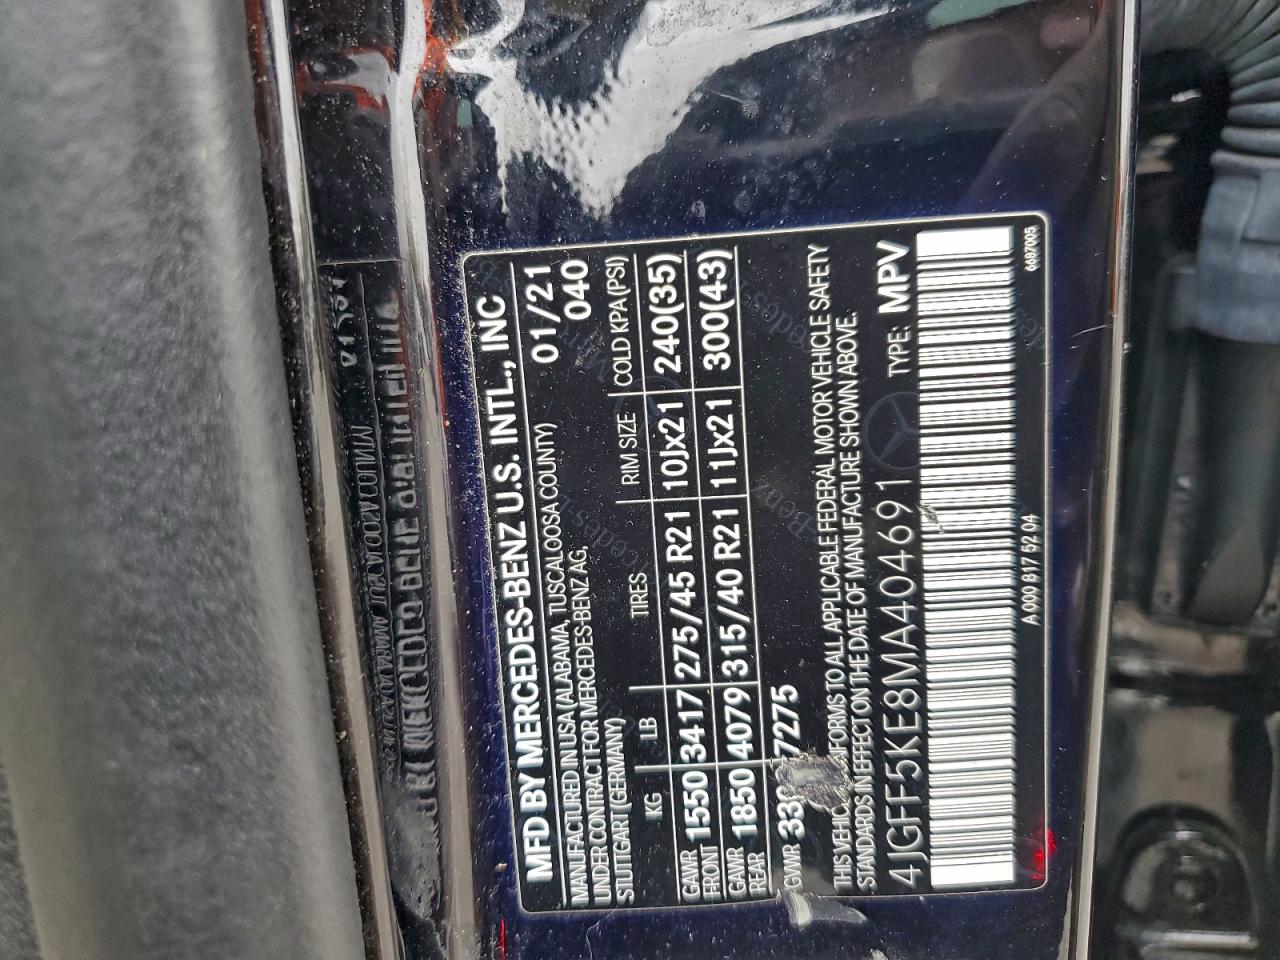 MFD BY MERCEDES-BENZ U.S. INTL., INC
MANUFACTURED IN USA (ALABAMA, TUSCALOOSA COUNTY) 01/21
UNDER CONTRACT FOR MERCEDES-BENZ AG, 040
STUTTGART (GERMANY)
KG LB TIRES RIM SIZE COLD KPA (PSI)
GAWR FRONT 1550 3417 275/45 R21 10Jx21 240(35)
GAWR REAR 1850 4079 315/40 R21 11Jx21 300(43)
GVWR 7275
THIS CONFORMS TO ALL APPLICABLE FEDERAL MOTOR VEHICLE SAFETY
STANDARDS IN EFFECT ON THE DATE OF MANUFACTURE SHOWN ABOVE.
4JGFF5KE8MA404691 TYPE: MPV
A 000 817 52 04 6687005